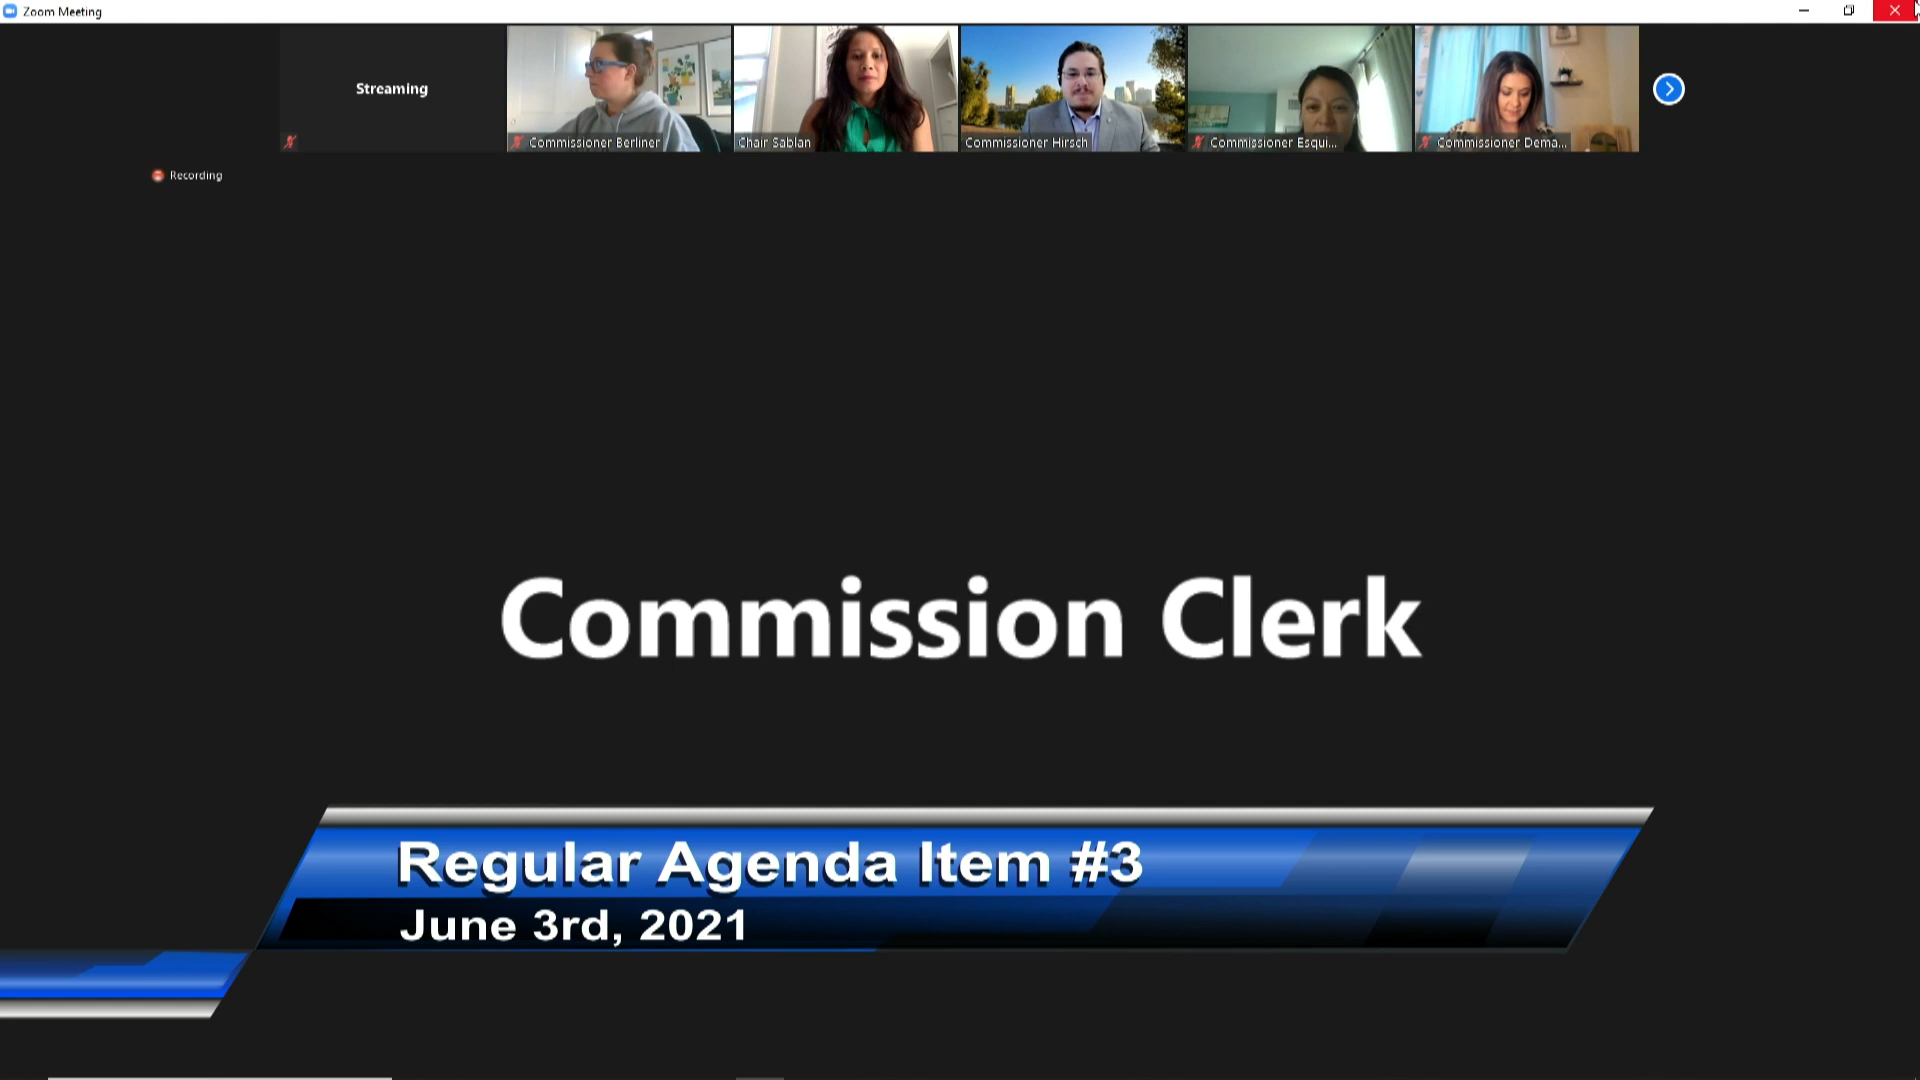 Zoom Meeting
Streaming
Commissioner Berliner
Chair Sablan
Commissioner Hirsch
Commissioner Esqui...
Commissioner Dema...
Recording
Commission Clerk
Regular Agenda Item #3
June 3rd, 2021